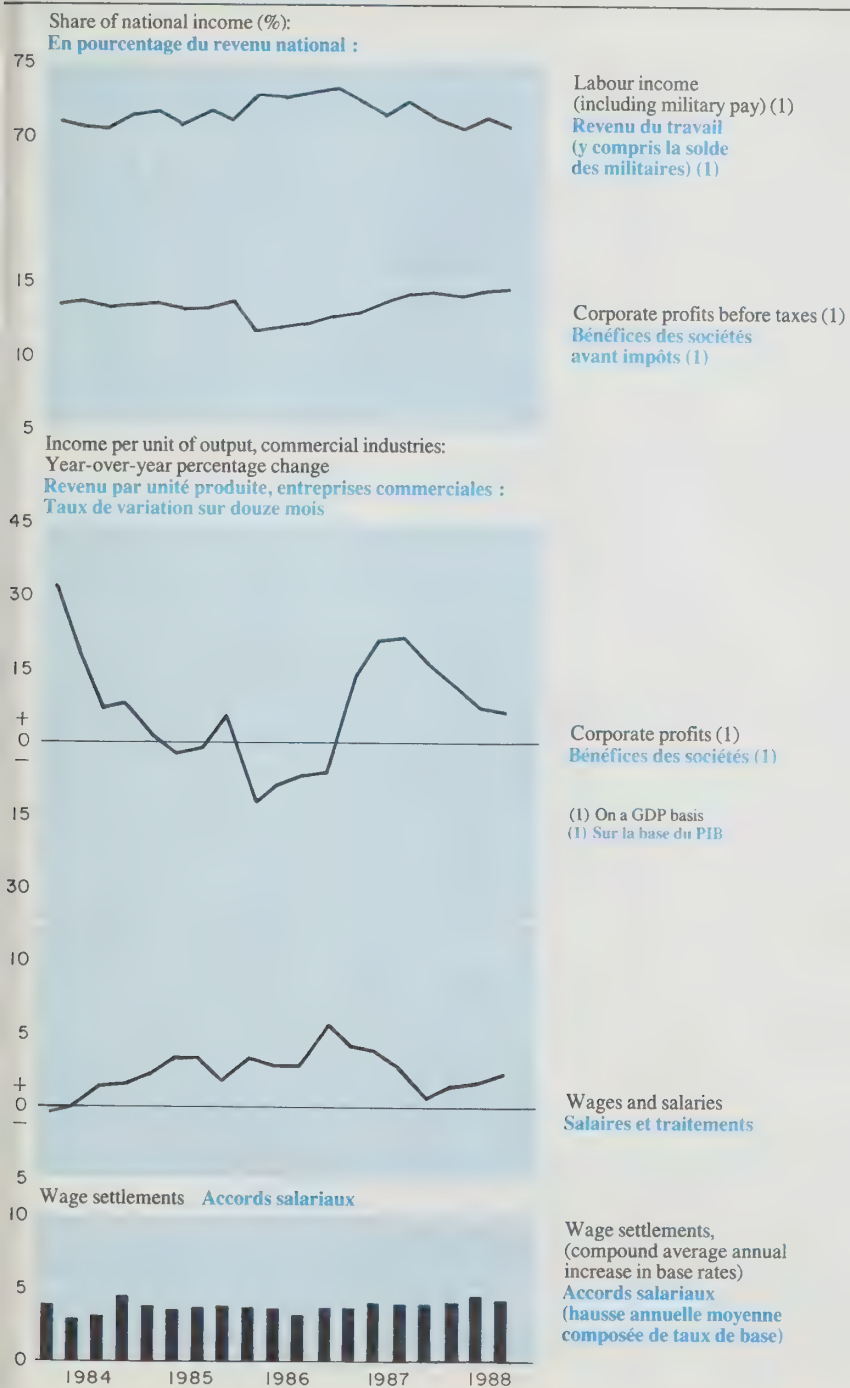 Share of national income (%):
En pourcentage du revenu national :
75
70
15
10
5
Labour income
(including military pay) (1)
Revenu du travail
(y compris la solde
des militaires) (1)
Corporate profits before taxes (1)
Bénéfices des sociétés
avant impôts (1)
Income per unit of output, commercial industries:
Year-over-year percentage change
Revenu par unité produite, entreprises commerciales :
Taux de variation sur douze mois
45
30
15
+
0
−
15
30
Corporate profits (1)
Bénéfices des sociétés (1)
(1) On a GDP basis
(1) Sur la base du PIB
10
5
+
0
−
5
Wages and salaries
Salaires et traitements
Wage settlements Accords salariaux
10
5
0
Wage settlements,
(compound average annual
increase in base rates)
Accords salariaux
(hausse annuelle moyenne
composée de taux de base)
1984 1985 1986 1987 1988